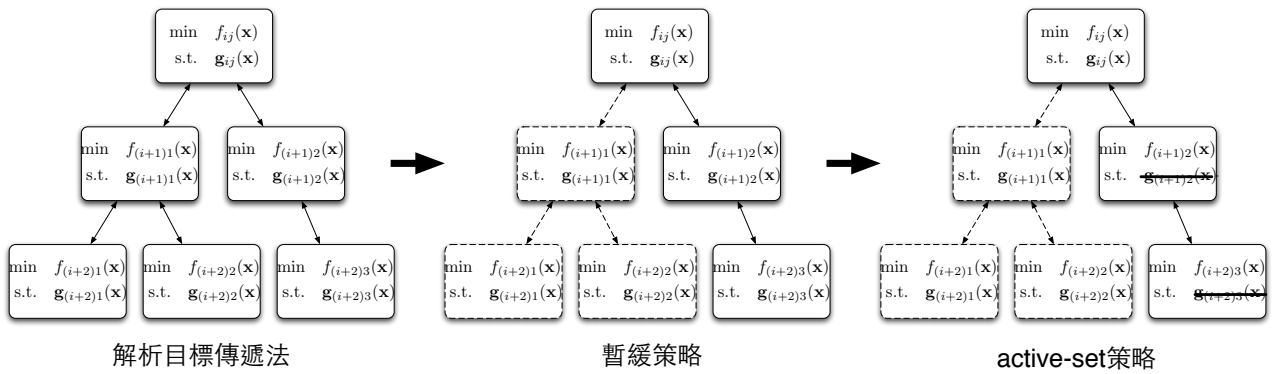 min f_{ij}(𝐱)
s.t. 𝐠_{ij}(𝐱)
min f_{(i+1)1}(𝐱)
s.t. 𝐠_{(i+1)1}(𝐱)
min f_{(i+1)2}(𝐱)
s.t. 𝐠_{(i+1)2}(𝐱)
min f_{(i+2)1}(𝐱)
s.t. 𝐠_{(i+2)1}(𝐱)
min f_{(i+2)2}(𝐱)
s.t. 𝐠_{(i+2)2}(𝐱)
min f_{(i+2)3}(𝐱)
s.t. 𝐠_{(i+2)3}(𝐱)
解析目標傳遞法
min f_{ij}(𝐱)
s.t. 𝐠_{ij}(𝐱)
min f_{(i+1)1}(𝐱)
s.t. 𝐠_{(i+1)1}(𝐱)
min f_{(i+1)2}(𝐱)
s.t. 𝐠_{(i+1)2}(𝐱)
min f_{(i+2)1}(𝐱)
s.t. 𝐠_{(i+2)1}(𝐱)
min f_{(i+2)2}(𝐱)
s.t. 𝐠_{(i+2)2}(𝐱)
min f_{(i+2)3}(𝐱)
s.t. 𝐠_{(i+2)3}(𝐱)
暫緩策略
min f_{ij}(𝐱)
s.t. 𝐠_{ij}(𝐱)
min f_{(i+1)1}(𝐱)
s.t. 𝐠_{(i+1)1}(𝐱)
min f_{(i+1)2}(𝐱)
s.t. 𝐠_{(i+1)2}(𝐱)
min f_{(i+2)1}(𝐱)
s.t. 𝐠_{(i+2)1}(𝐱)
min f_{(i+2)2}(𝐱)
s.t. 𝐠_{(i+2)2}(𝐱)
min f_{(i+2)3}(𝐱)
s.t. 𝐠_{(i+2)3}(𝐱)
active-set策略